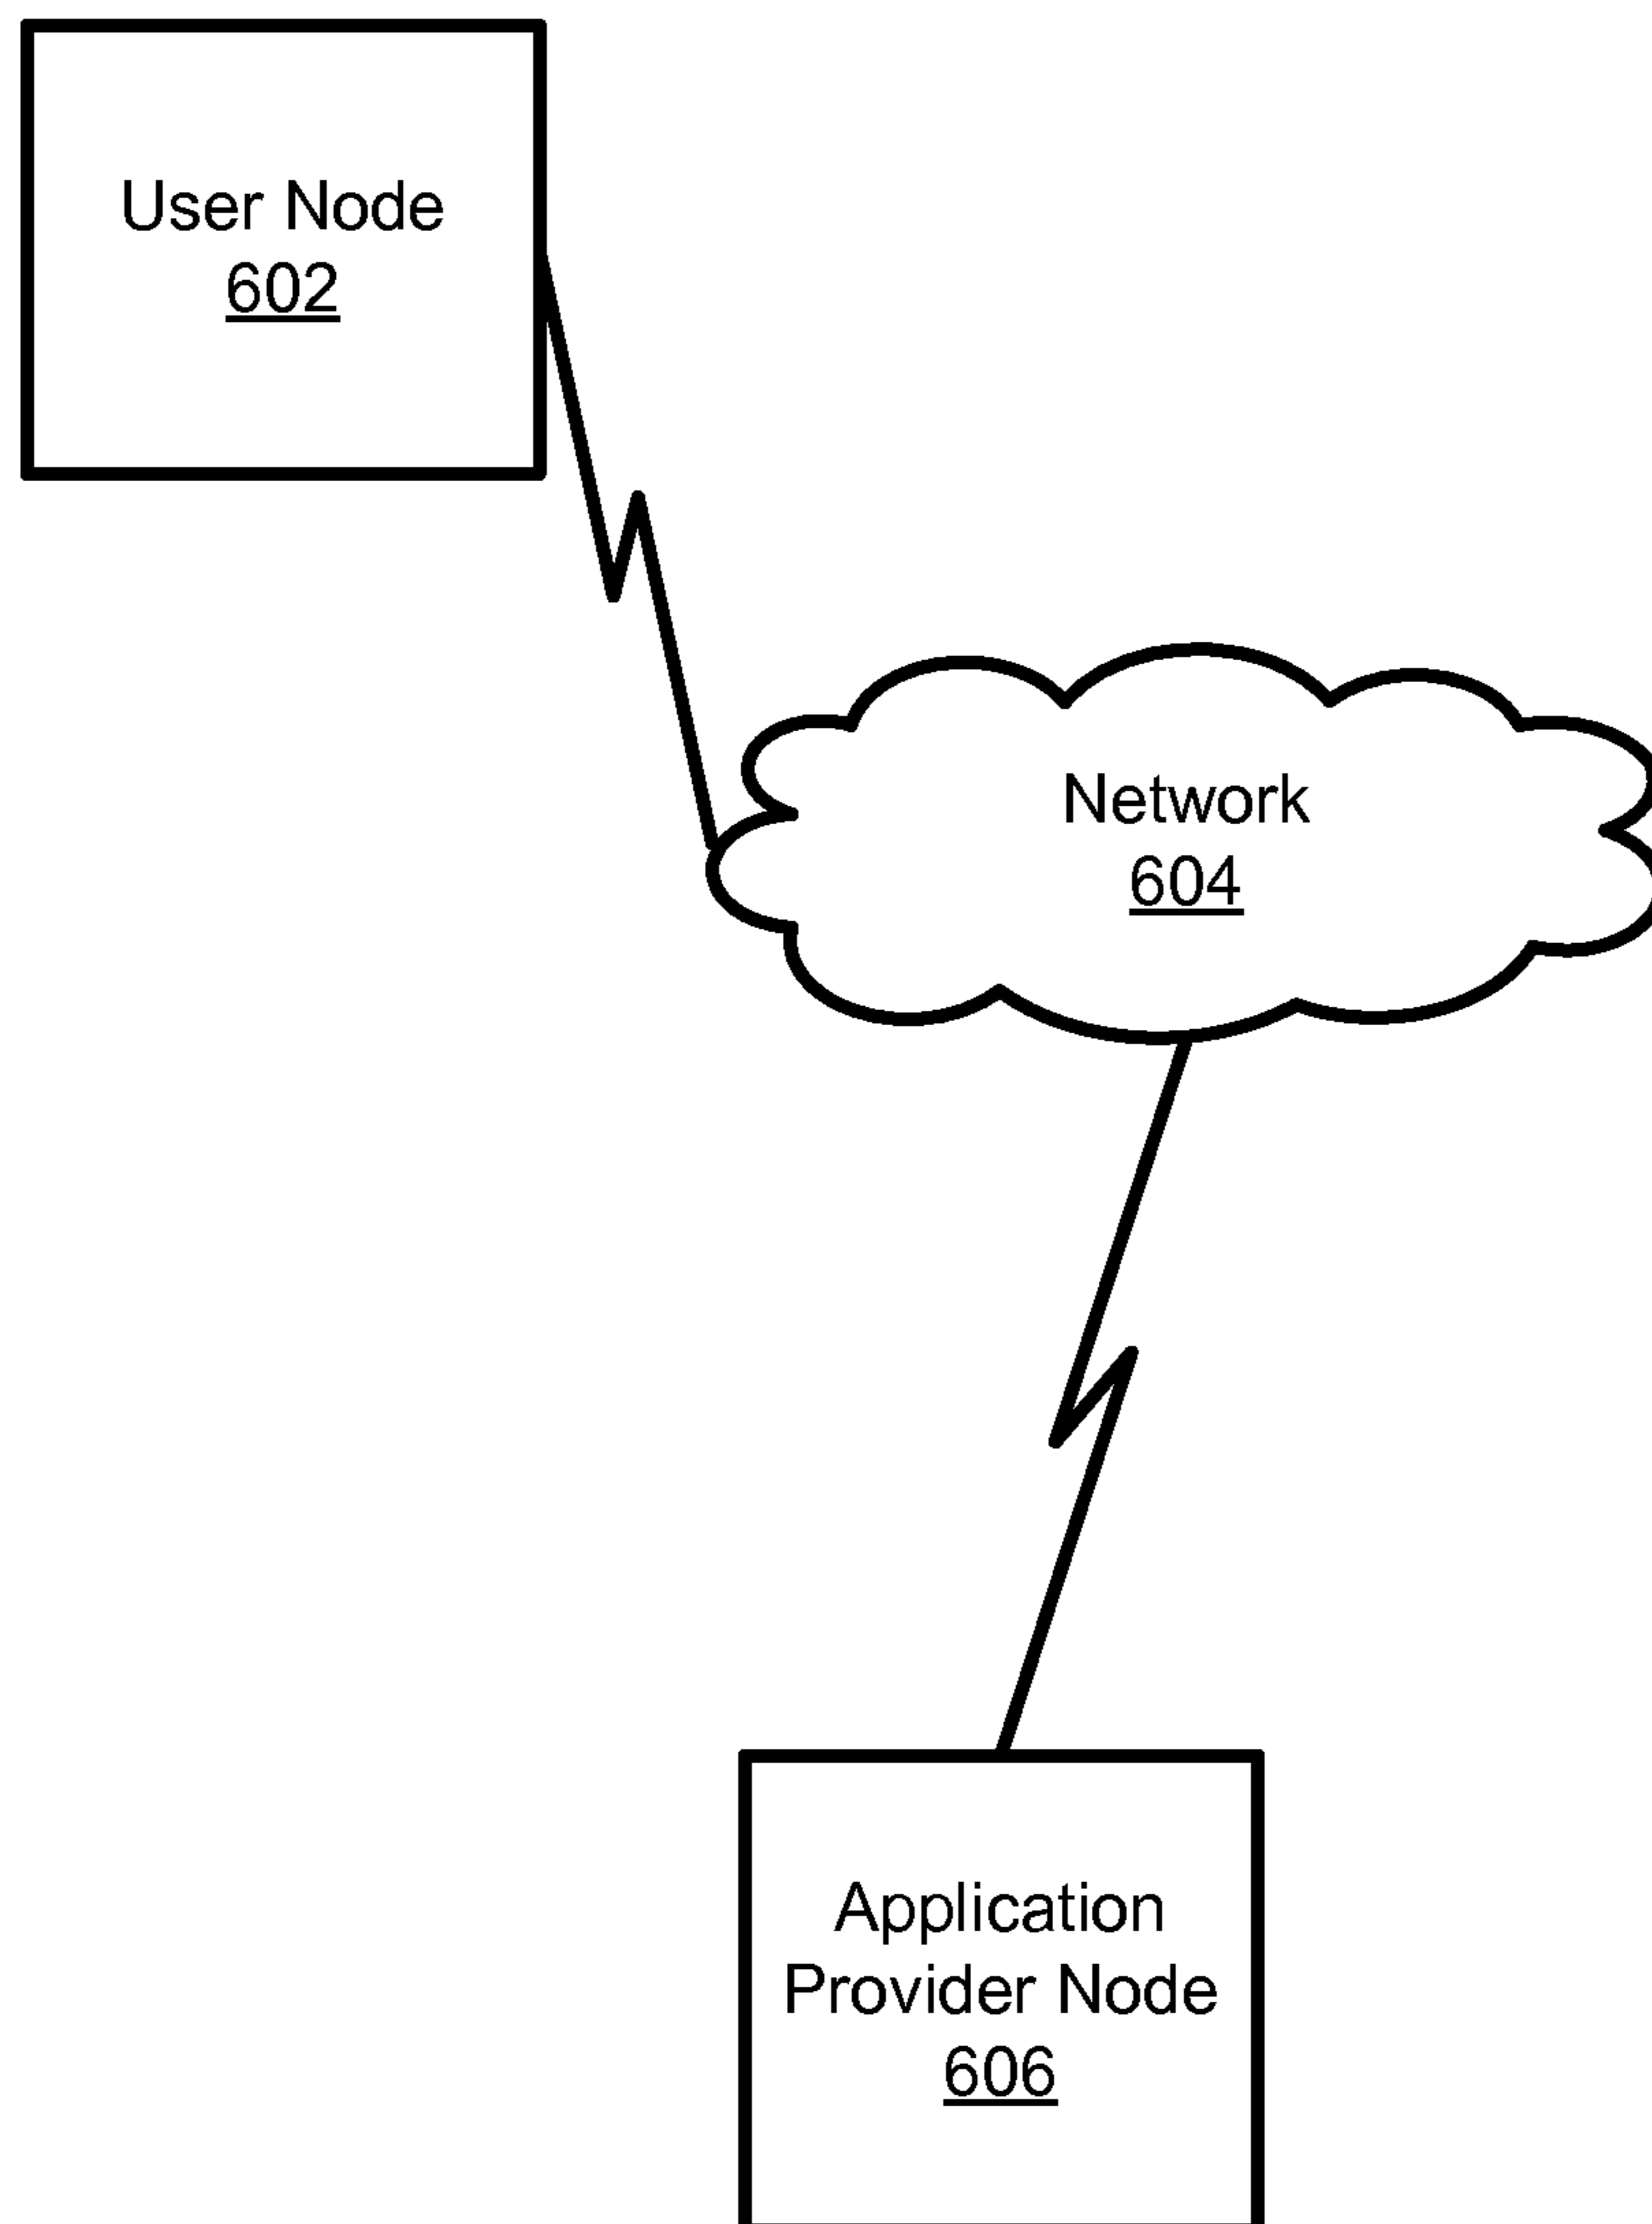 User Node
602
Network
604
Application
Provider Node
606